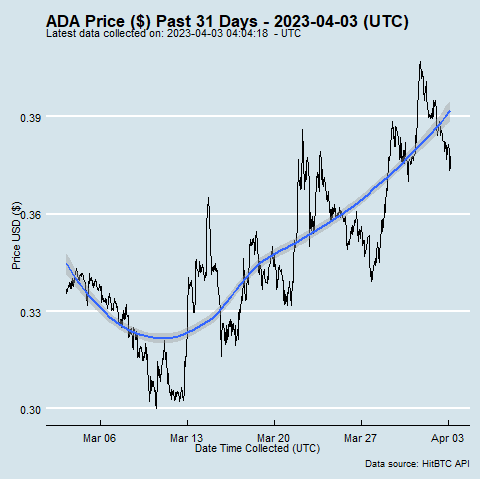 ADA Price ($) Past 31 Days - 2023-04-03 (UTC)
Latest data collected on: 2023-04-03 04:04:18 - UTC
0.39
0.36
0.33
0.30
Price USD ($)
Mar 06 Mar 13 Mar 20 Mar 27 Apr 03
Date Time Collected (UTC)
Data source: HitBTC API